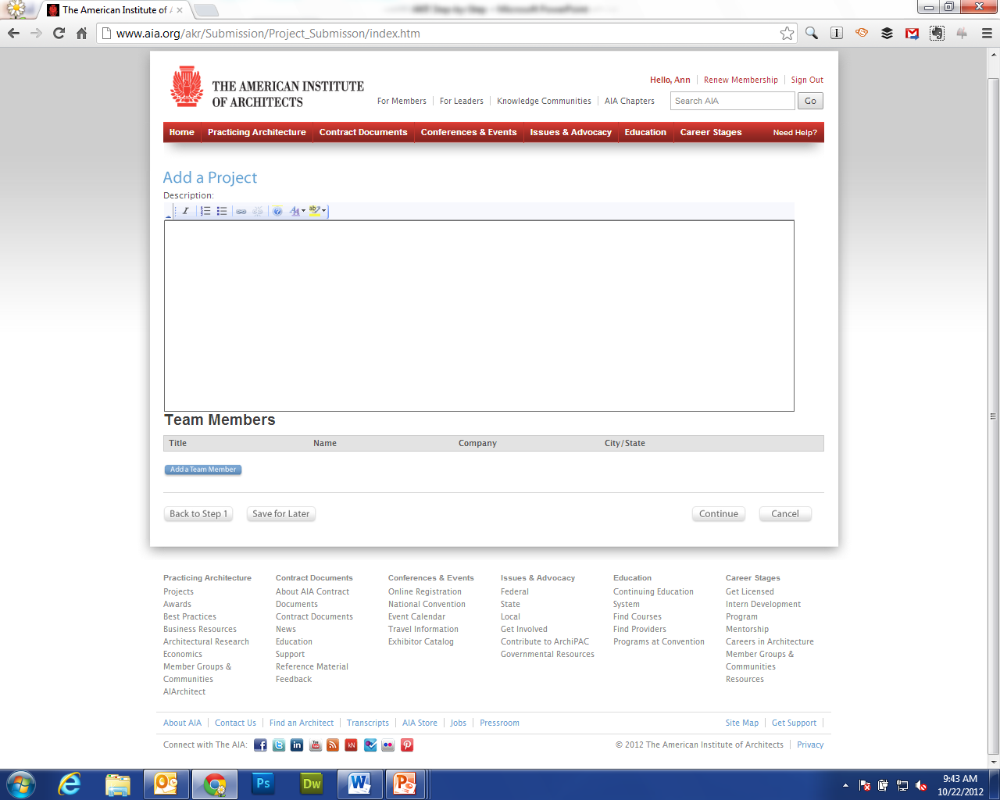 The American Institute of A
AKR Step-by-Step - Microsoft PowerPoint
www.aia.org/akr/Submission/Project_Submisson/index.htm
THE AMERICAN INSTITUTE
OF ARCHITECTS
Hello, Ann Renew Membership Sign Out
For Members For Leaders Knowledge Communities AIA Chapters Search AIA Go
Home Practicing Architecture Contract Documents Conferences & Events Issues & Advocacy Education Career Stages Need Help?
Add a Project
Description:
Team Members
Title Name Company City/State
Add a Team Member
Back to Step 1 Save for Later Continue Cancel
Practicing Architecture
Projects
Awards
Best Practices
Business Resources
Architectural Research
Economics
Member Groups &
Communities
AIArchitect
Contract Documents
About AIA Contract
Documents
Contract Documents
News
Education
Support
Reference Material
Feedback
Conferences & Events
Online Registration
National Convention
Event Calendar
Travel Information
Exhibitor Catalog
Issues & Advocacy
Federal
State
Local
Get Involved
Contribute to ArchiPAC
Governmental Resources
Education
Continuing Education
System
Find Courses
Find Providers
Programs at Convention
Career Stages
Get Licensed
Intern Development
Program
Mentorship
Careers in Architecture
Member Groups &
Communities
Resources
About AIA Contact Us Find an Architect Transcripts AIA Store Jobs Pressroom Site Map Get Support
Connect with The AIA: © 2012 The American Institute of Architects Privacy
9:43 AM
10/22/2012